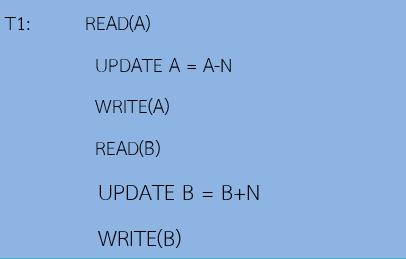 T1: READ(A)
UPDATE A = A-N
WRITE(A)
READ(B)
UPDATE B = B+N
WRITE(B)